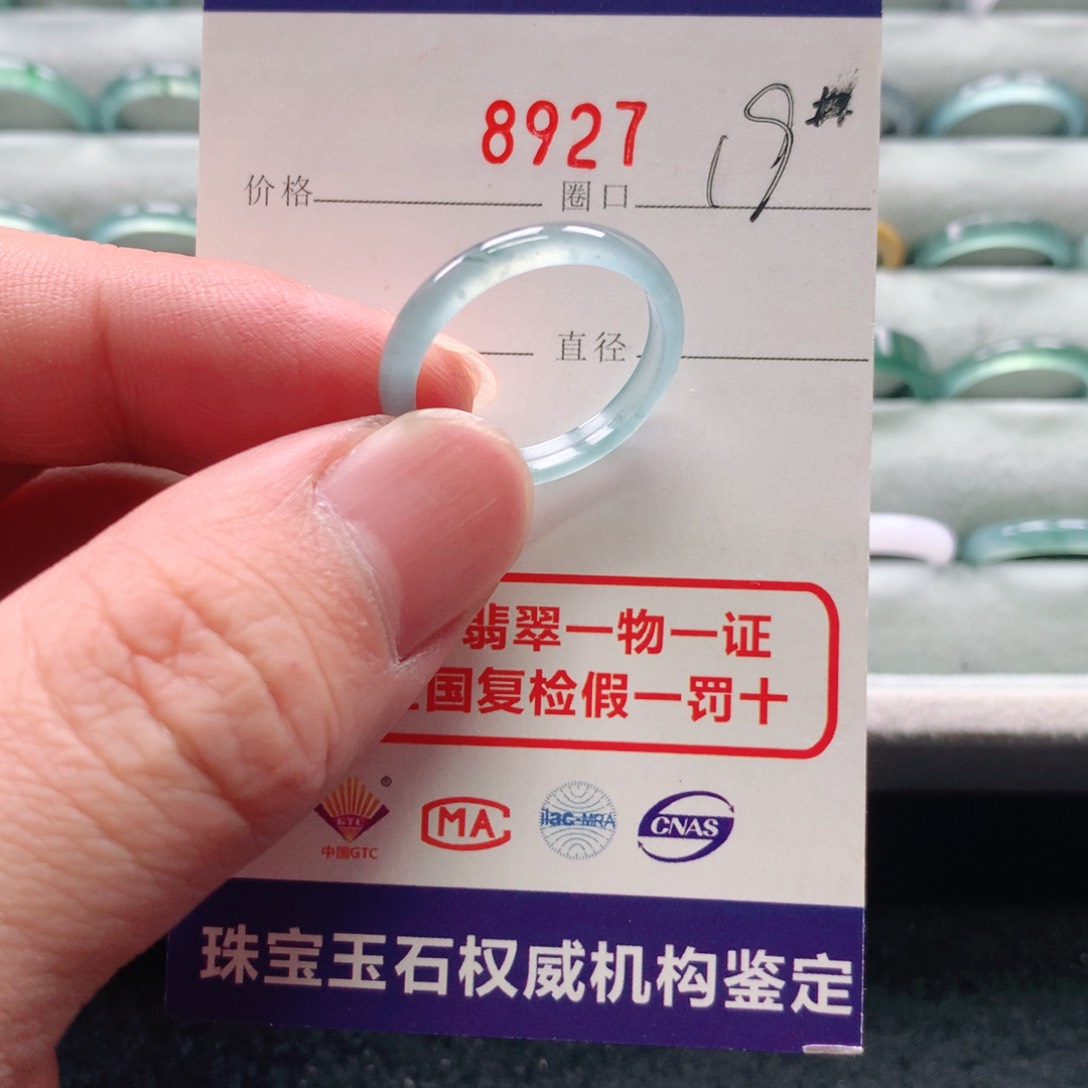 8927
19#
价格 圈口
直径
翡翠一物一证
国复检假一罚十
GTC ® MA ilac-MRA CNAS
中国GTC
珠宝玉石权威机构鉴定